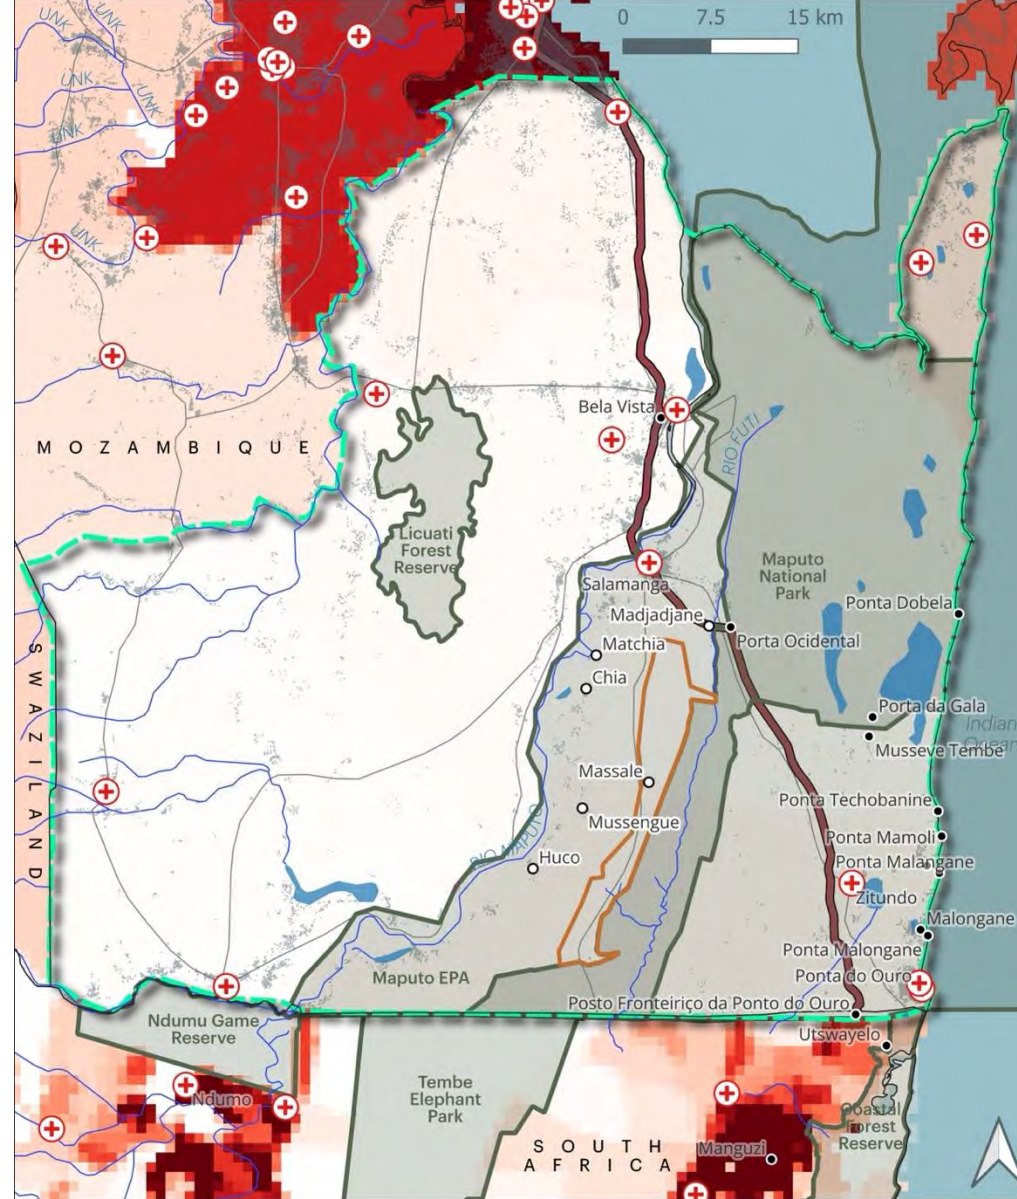 0 7.5 15 km
UNK
UNK
UNK
UNK
UNK
MOZAMBIQUE
Bela Vista
RIO FUTI
Licuati
Forest
Reserve
Maputo
National
Park
Salamanga
Ponta Dobela
Madjadjane
Porta Ocidental
Matchia
SWAZILAND
Chia
Porta da Gala
Indian
Ocean
Musseve Tembe
Massale
Ponta Techobanine
Mussengue
Ponta Mamoli
RIO MAPUTO
Huco
Ponta Malangane
Zitundo
Malongane
Ponta Malongane
Maputo EPA
Ponta do Ouro
Posto Fronteiriço da Ponto do Ouro
Ndumu Game
Reserve
Utswayelo
Ndumo
Tembe
Elephant
Park
Coastal
Forest
Reserve
SOUTH
AFRICA
Manguzi